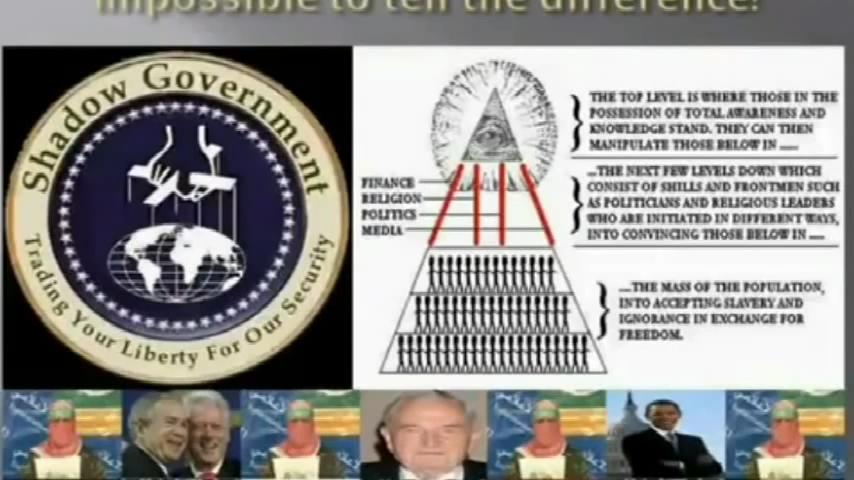 impossible to tell the difference!
Shadow Government
Trading Your Liberty For Our Security
THE TOP LEVEL IS WHERE THOSE IN THE
POSSESSION OF TOTAL AWARENESS AND
KNOWLEDGE STAND. THEY CAN THEN
MANIPULATE THOSE BELOW IN .....
...THE NEXT FEW LEVELS DOWN WHICH
CONSIST OF SHILLS AND FRONTMEN SUCH
AS POLITICIANS AND RELIGIOUS LEADERS
WHO ARE INITIATED IN DIFFERENT WAYS,
INTO CONVINCING THOSE BELOW IN ....
FINANCE
RELIGION
POLITICS
MEDIA
....THE MASS OF THE POPULATION,
INTO ACCEPTING SLAVERY AND
IGNORANCE IN EXCHANGE FOR
FREEDOM.